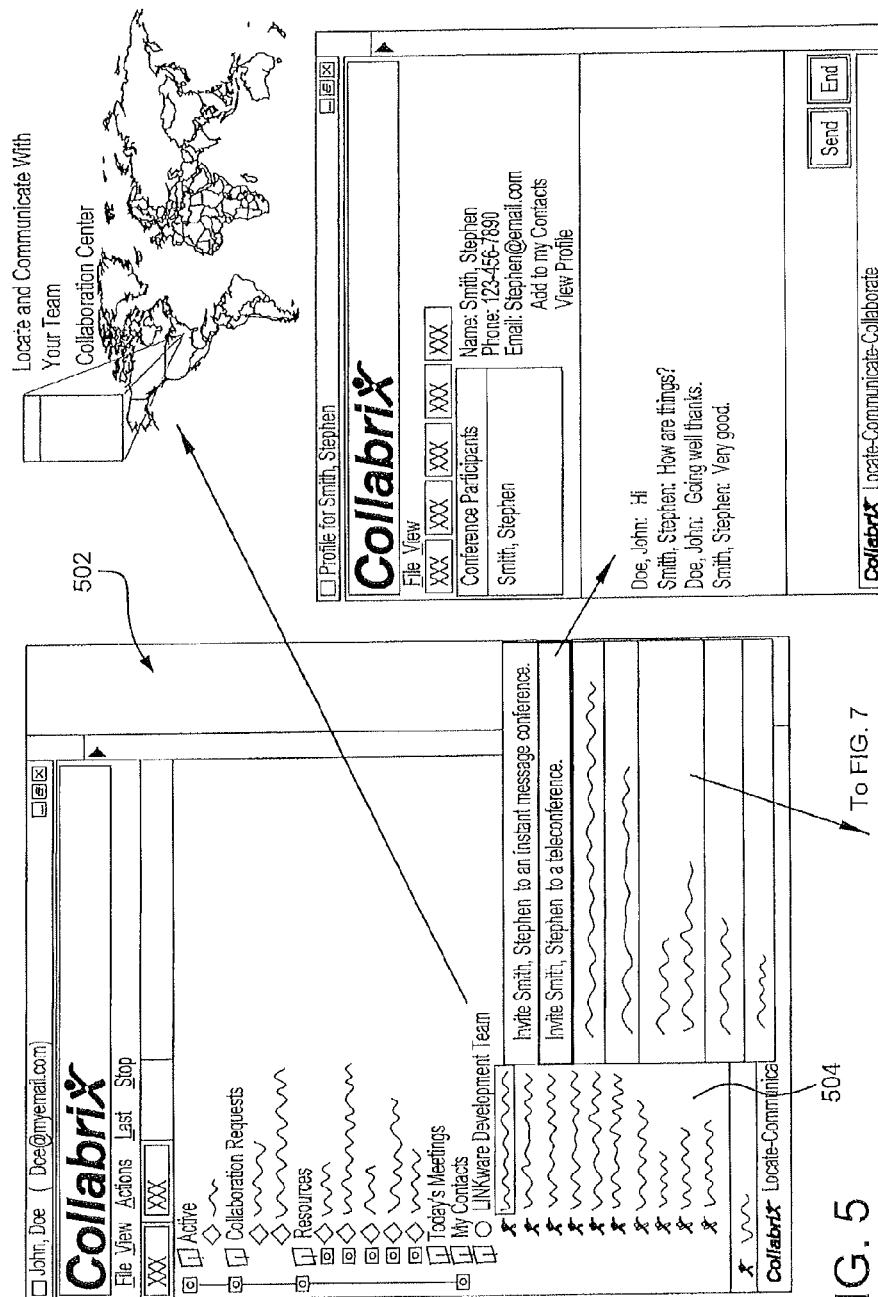 Locate and Communicate With
Your Team
Collaboration Center
502
John, Doe ( Doe@myemail.com)
Collabrix
File View Actions Last Stop
XXX XXX
Active
Collaboration Requests
Resources
Today's Meetings
My Contacts
LINKware Development Team
Invite Smith, Stephen to an instant message conference.
Invite Smith, Stephen to a teleconference.
Collabrix Locate-Communica
504
To FIG. 7
Profile for Smith, Stephen
Collabrix
File View
XXX XXX XXX XXX XXX
Conference Participants
Smith, Stephen
Name: Smith, Stephen
Phone: 123-456-7890
Email: Stephen@email.com
Add to my Contacts
View Profile
Doe, John: Hi
Smith, Stephen: How are things?
Doe, John: Going well thanks.
Smith, Stephen: Very good.
Send End
Collabrix Locate-Communicate-Collaborate
IG. 5